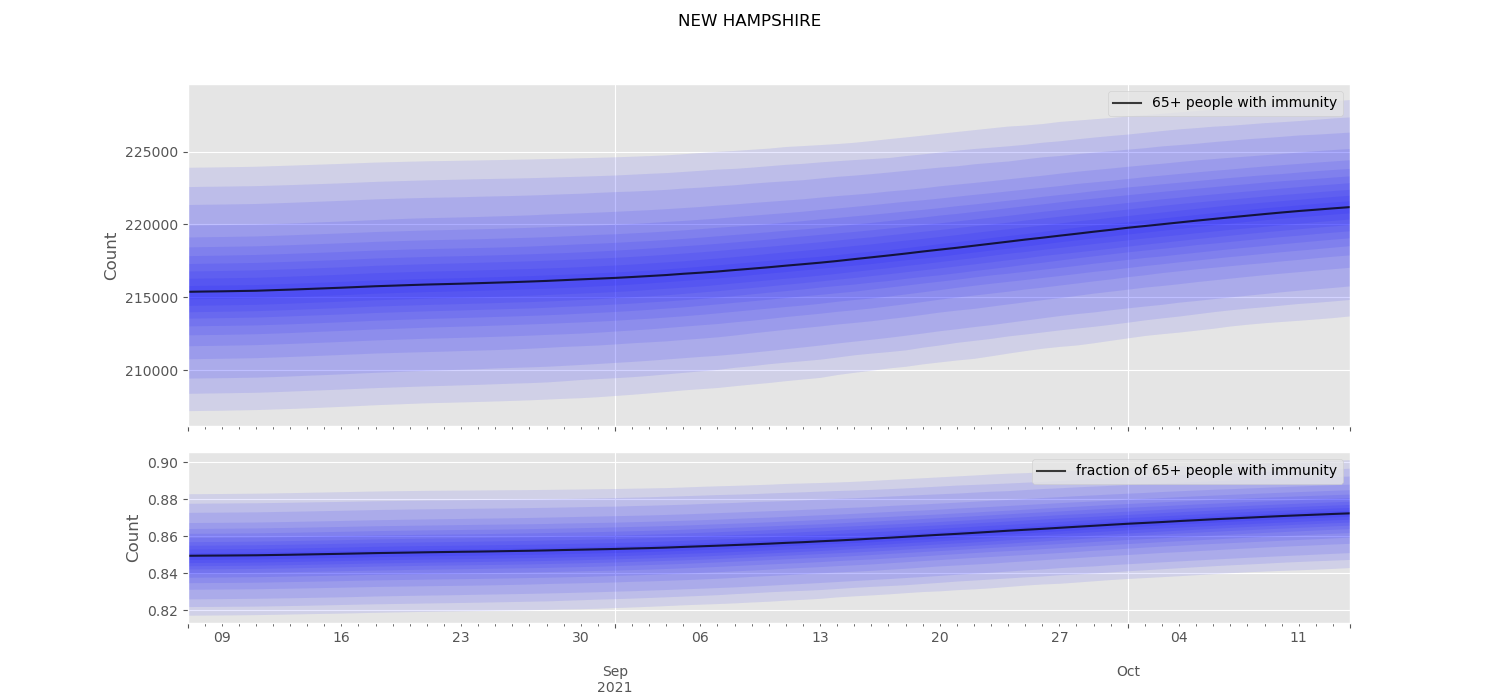 NEW HAMPSHIRE
65+ people with immunity
225000
220000
215000
210000
Count
fraction of 65+ people with immunity
0.90
0.88
0.86
0.84
0.82
Count
09 16 23 30 06 13 20 27 04 11
Sep Oct
2021